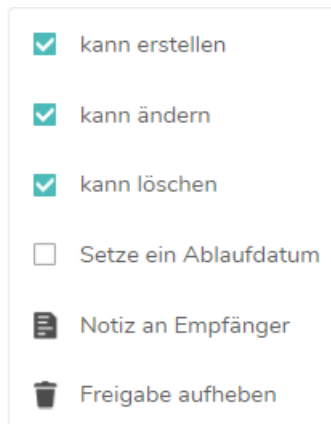 kann erstellen
kann ändern
kann löschen
Setze ein Ablaufdatum
Notiz an Empfänger
Freigabe aufheben